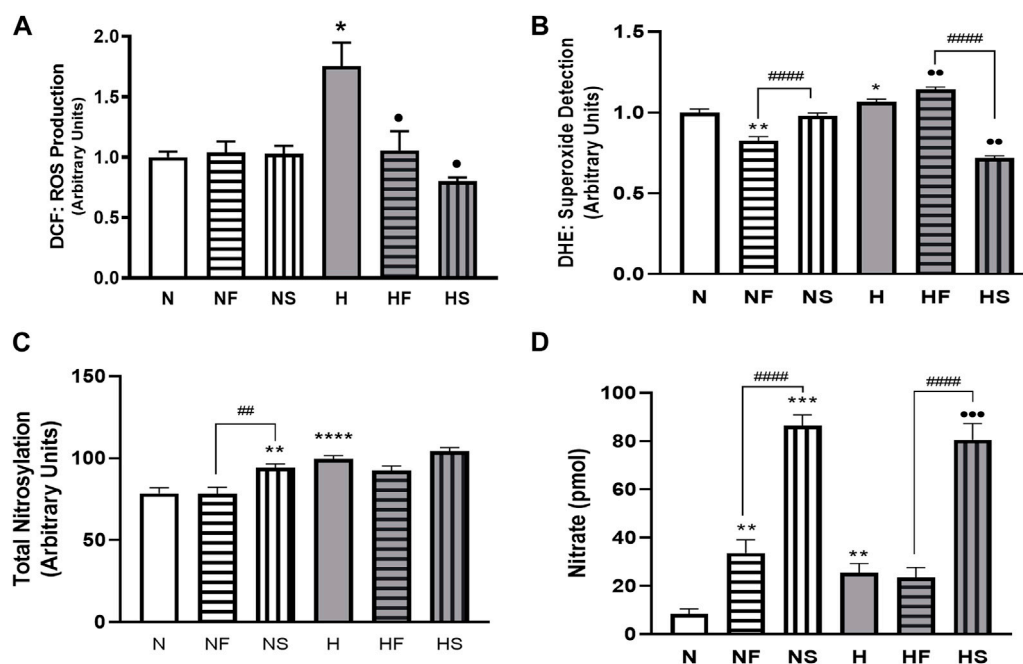 A
DCF: ROS Production
(Arbitrary Units)
2.0
1.5
1.0
0.5
0.0
*
•
•
N NF NS H HF HS
B
DHE: Superoxide Detection
(Arbitrary Units)
1.5
1.0
0.5
0.0
####
####
**
*
••
••
N NF NS H HF HS
C
Total Nitrosylation
(Arbitrary Units)
150
100
50
0
##
**
****
N NF NS H HF HS
D
Nitrate (pmol)
100
80
60
40
20
0
####
####
**
***
**
•••
N NF NS H HF HS